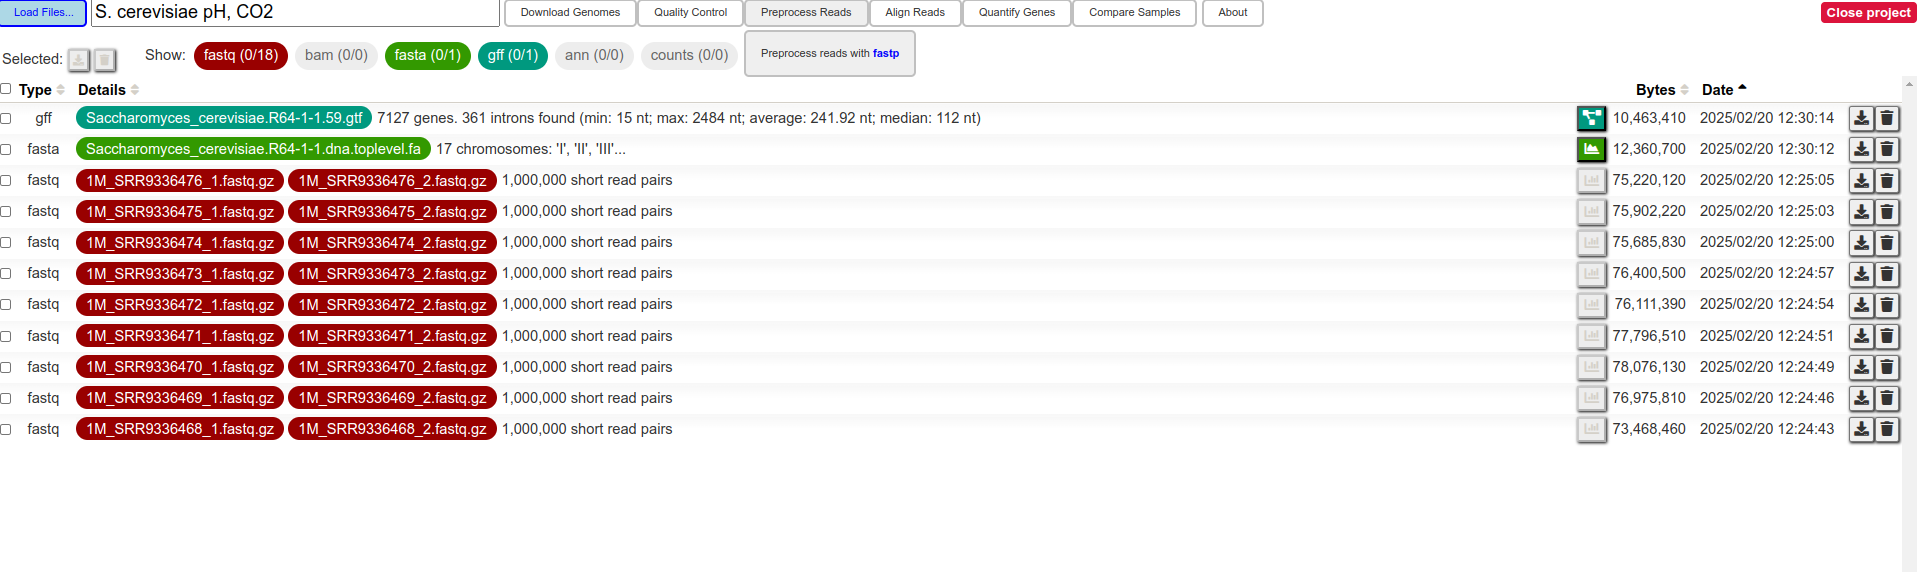 Load Files... S. cerevisiae pH, CO2 Download Genomes Quality Control Preprocess Reads Align Reads Quantify Genes Compare Samples About Close project
Selected: Show: fastq (0/18) bam (0/0) fasta (0/1) gff (0/1) ann (0/0) counts (0/0) Preprocess reads with fastp
Type Details Bytes Date
gff Saccharomyces_cerevisiae.R64-1-1.59.gtf 7127 genes. 361 introns found (min: 15 nt; max: 2484 nt; average: 241.92 nt; median: 112 nt) 10,463,410 2025/02/20 12:30:14
fasta Saccharomyces_cerevisiae.R64-1-1.dna.toplevel.fa 17 chromosomes: 'I', 'II', 'III'... 12,360,700 2025/02/20 12:30:12
fastq 1M_SRR9336476_1.fastq.gz 1M_SRR9336476_2.fastq.gz 1,000,000 short read pairs 75,220,120 2025/02/20 12:25:05
fastq 1M_SRR9336475_1.fastq.gz 1M_SRR9336475_2.fastq.gz 1,000,000 short read pairs 75,902,220 2025/02/20 12:25:03
fastq 1M_SRR9336474_1.fastq.gz 1M_SRR9336474_2.fastq.gz 1,000,000 short read pairs 75,685,830 2025/02/20 12:25:00
fastq 1M_SRR9336473_1.fastq.gz 1M_SRR9336473_2.fastq.gz 1,000,000 short read pairs 76,400,500 2025/02/20 12:24:57
fastq 1M_SRR9336472_1.fastq.gz 1M_SRR9336472_2.fastq.gz 1,000,000 short read pairs 76,111,390 2025/02/20 12:24:54
fastq 1M_SRR9336471_1.fastq.gz 1M_SRR9336471_2.fastq.gz 1,000,000 short read pairs 77,796,510 2025/02/20 12:24:51
fastq 1M_SRR9336470_1.fastq.gz 1M_SRR9336470_2.fastq.gz 1,000,000 short read pairs 78,076,130 2025/02/20 12:24:49
fastq 1M_SRR9336469_1.fastq.gz 1M_SRR9336469_2.fastq.gz 1,000,000 short read pairs 76,975,810 2025/02/20 12:24:46
fastq 1M_SRR9336468_1.fastq.gz 1M_SRR9336468_2.fastq.gz 1,000,000 short read pairs 73,468,460 2025/02/20 12:24:43